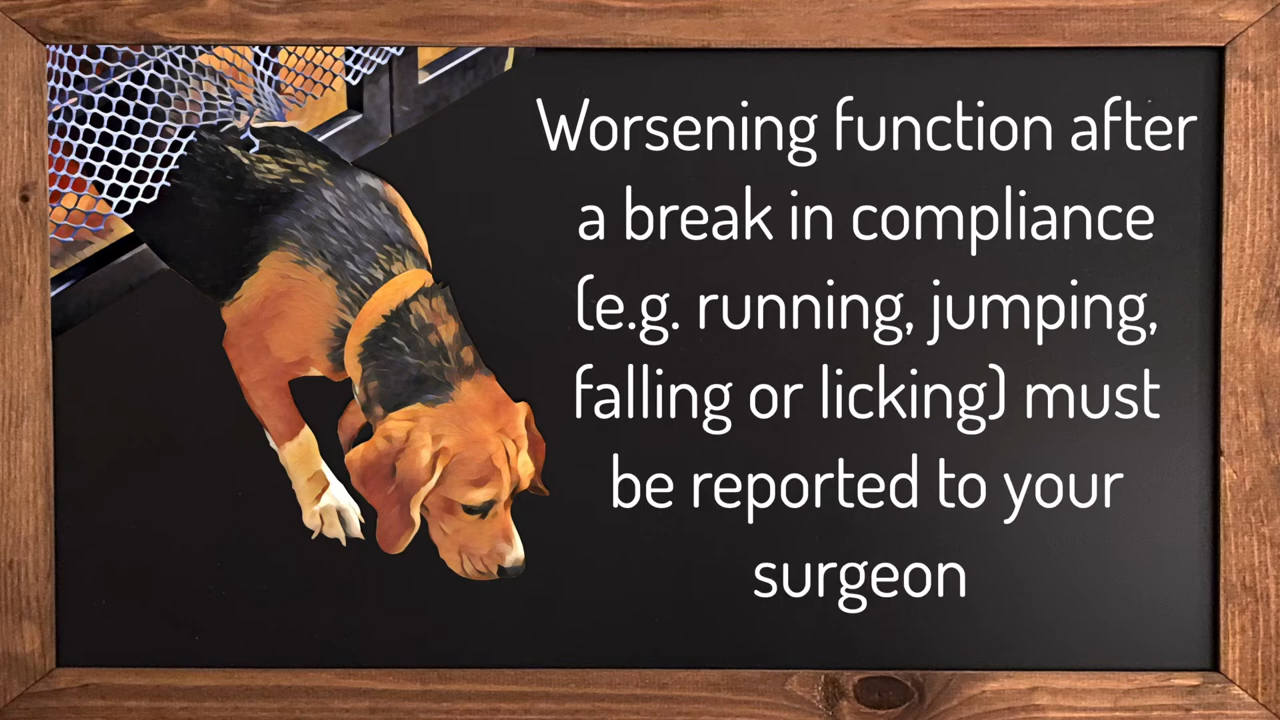 Worsening function after
a break in compliance
(e.g. running, jumping,
falling or licking) must
be reported to your
surgeon